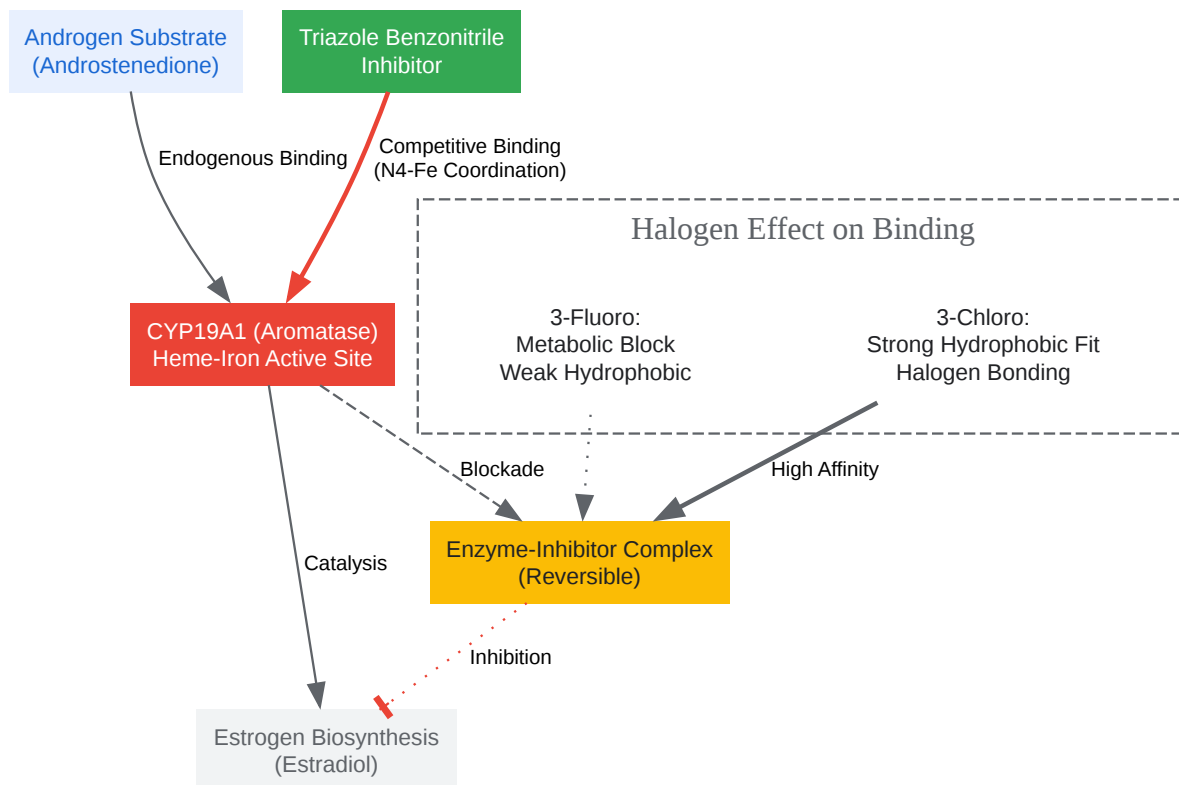 Androgen Substrate
(Androstenedione)
Triazole Benzonitrile
Inhibitor
Endogenous Binding
Competitive Binding
(N4-Fe Coordination)
Halogen Effect on Binding
CYP19A1 (Aromatase)
Heme-Iron Active Site
3-Fluoro:
Metabolic Block
Weak Hydrophobic
3-Chloro:
Strong Hydrophobic Fit
Halogen Bonding
Blockade
High Affinity
Catalysis
Enzyme-Inhibitor Complex
(Reversible)
Inhibition
Estrogen Biosynthesis
(Estradiol)